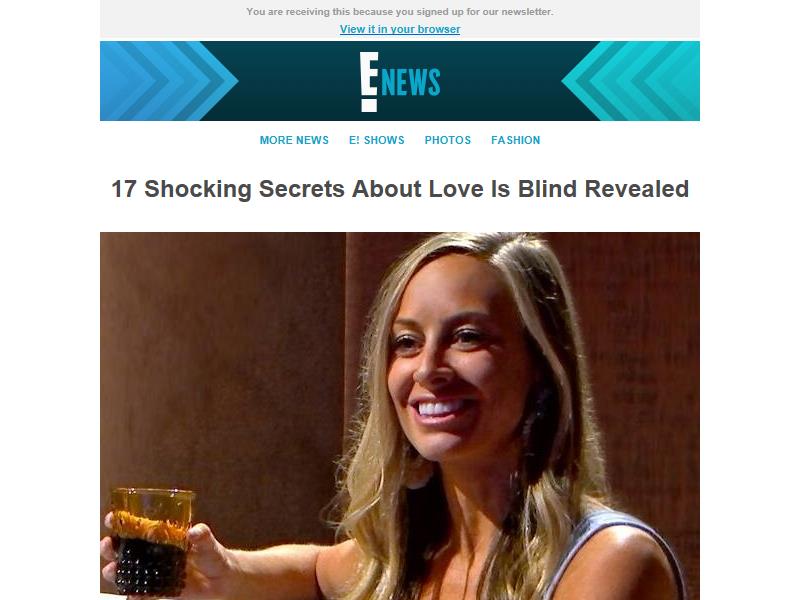 You are receiving this because you signed up for our newsletter.
View it in your browser
E! NEWS
MORE NEWS E! SHOWS PHOTOS FASHION
17 Shocking Secrets About Love Is Blind Revealed